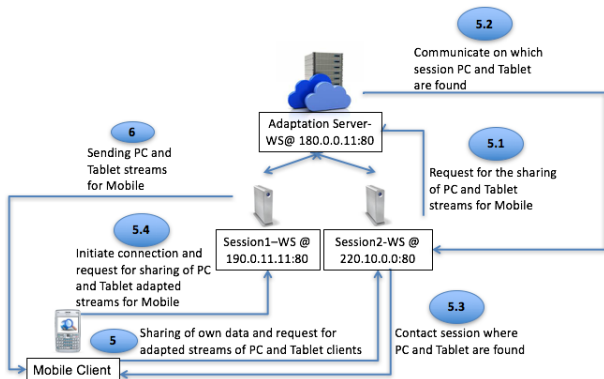 5.2
Communicate on which
session PC and Tablet
are found
Adaptation Server-
WS@ 180.0.0.11:80
6
Sending PC and
Tablet streams
for Mobile
5.1
Request for the sharing
of PC and Tablet
streams for Mobile
5.4
Initiate connection and
request for sharing of PC
and Tablet adapted
streams for Mobile
Session1–WS @
190.0.11.11:80
Session2-WS @
220.10.0.0:80
5
Sharing of own data and request for
adapted streams of PC and Tablet clients
5.3
Contact session where
PC and Tablet are found
Mobile Client